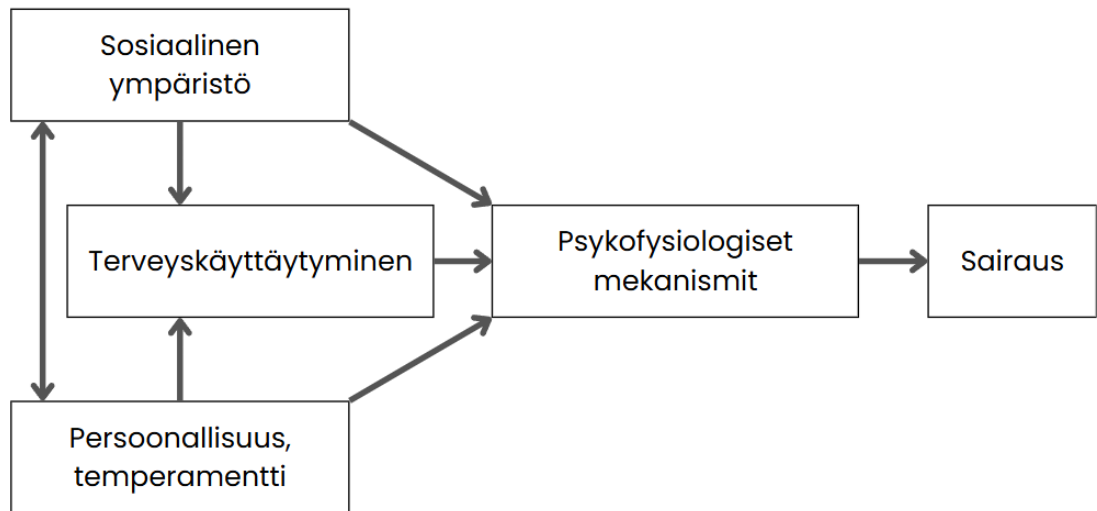 Sosiaalinen
ympäristö
Terveyskäyttäytyminen
Psykofysiologiset
mekanismit
Sairaus
Persoonallisuus,
temperamentti